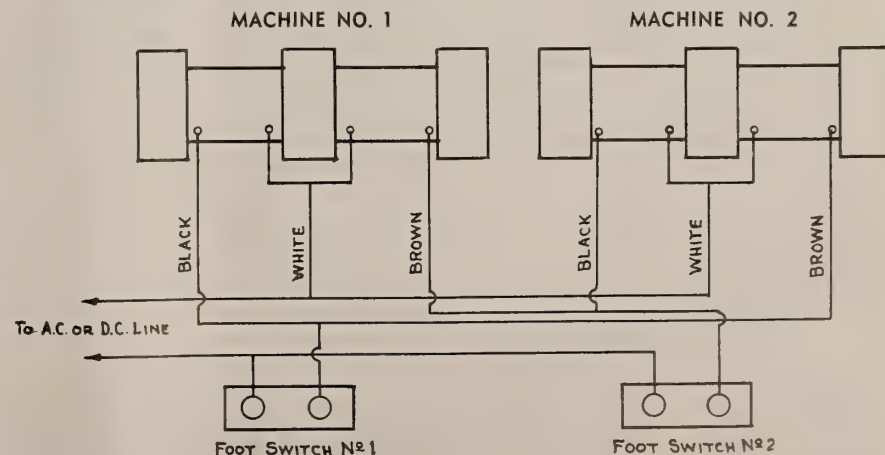 MACHINE NO. 1
MACHINE NO. 2
BLACK
WHITE
BROWN
BLACK
WHITE
BROWN
TO A.C. OR D.C. LINE
FOOT SWITCH Nº 1
FOOT SWITCH Nº 2